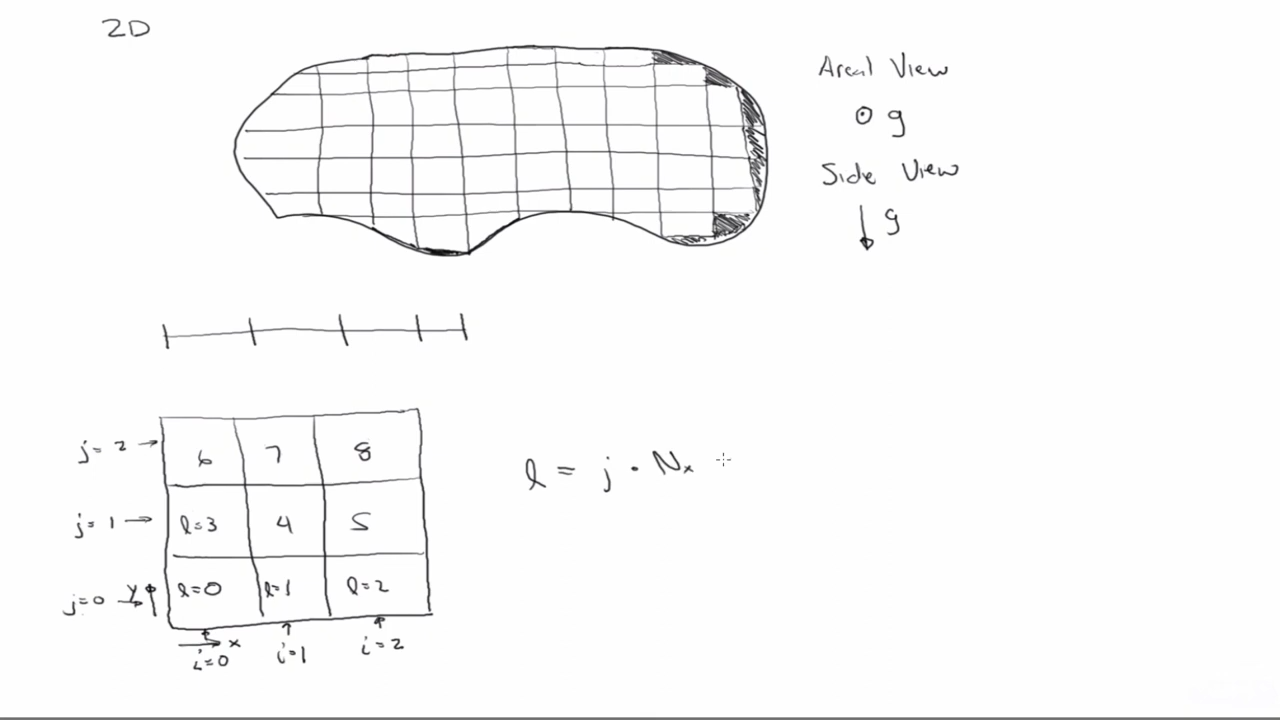 2D
Areal View
⊙ g
Side View
↓ g
j=2 →
6 7 8
l = j · Nx
j=1 →
l=3 4 5
j=0 → y
l=0 l=1 l=2
x
i=0 i=1 i=2